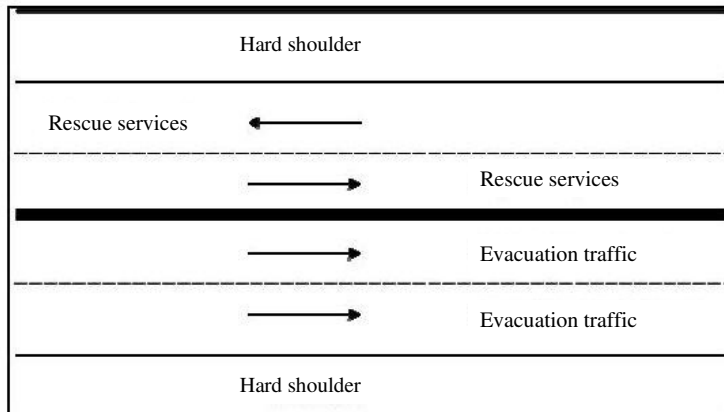 Hard shoulder
Rescue services
Rescue services
Evacuation traffic
Evacuation traffic
Hard shoulder